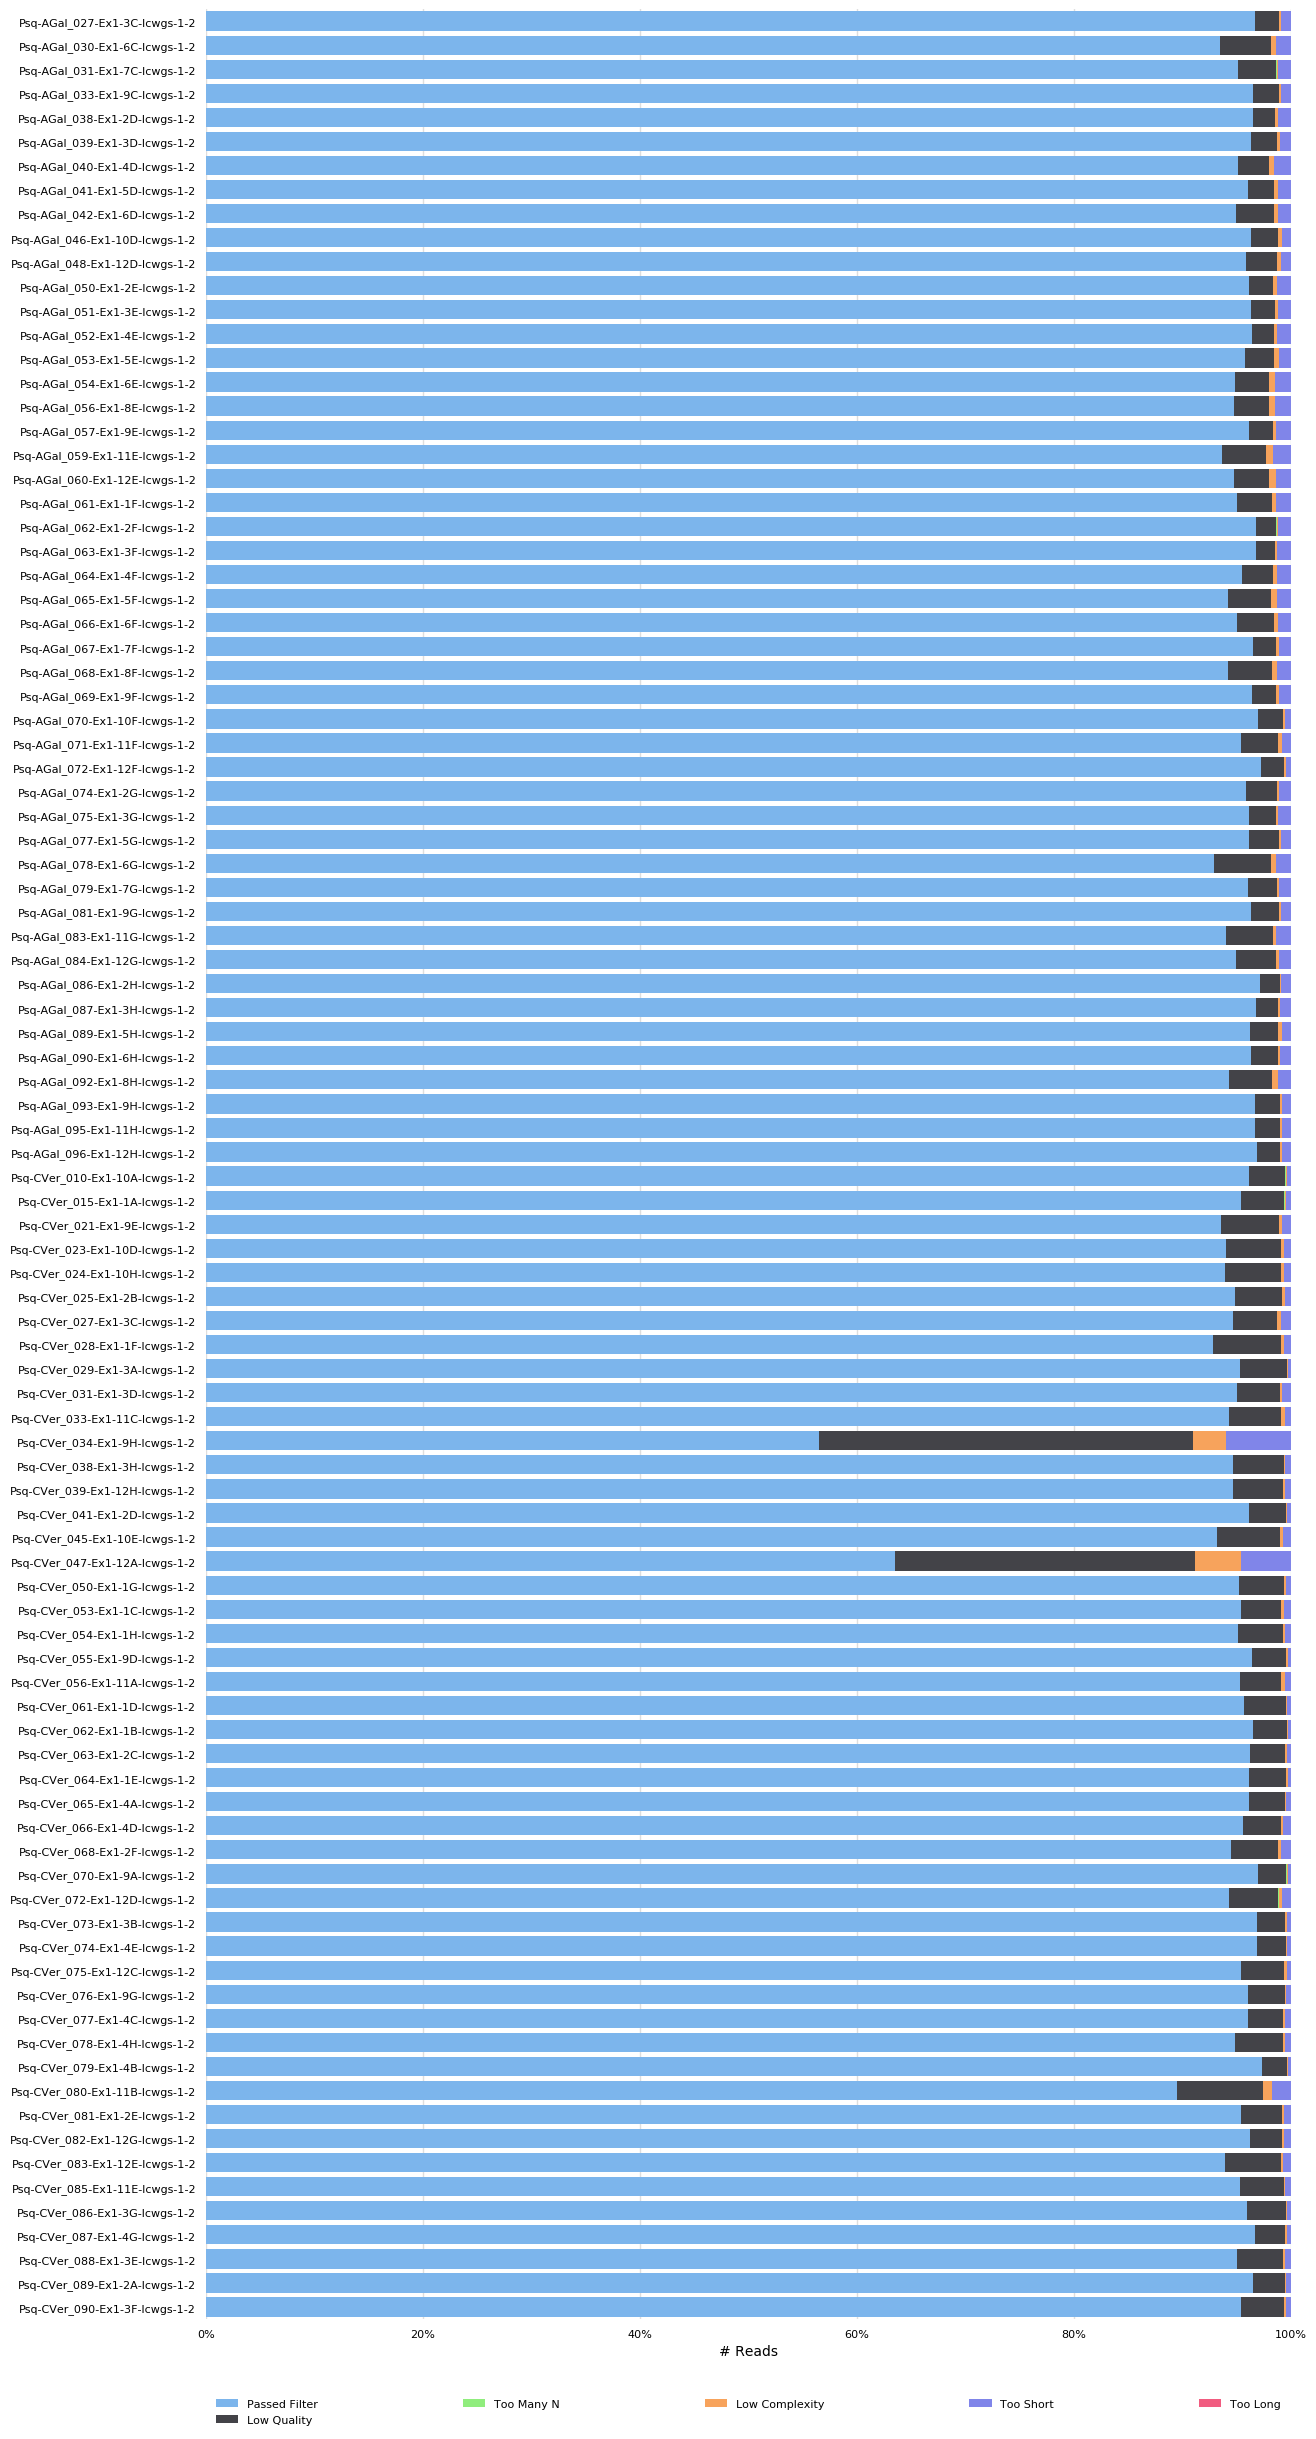 Psq-AGal_027-Ex1-3C-lcwgs-1-2
Psq-AGal_030-Ex1-6C-lcwgs-1-2
Psq-AGal_031-Ex1-7C-lcwgs-1-2
Psq-AGal_033-Ex1-9C-lcwgs-1-2
Psq-AGal_038-Ex1-2D-lcwgs-1-2
Psq-AGal_039-Ex1-3D-lcwgs-1-2
Psq-AGal_040-Ex1-4D-lcwgs-1-2
Psq-AGal_041-Ex1-5D-lcwgs-1-2
Psq-AGal_042-Ex1-6D-lcwgs-1-2
Psq-AGal_046-Ex1-10D-lcwgs-1-2
Psq-AGal_048-Ex1-12D-lcwgs-1-2
Psq-AGal_050-Ex1-2E-lcwgs-1-2
Psq-AGal_051-Ex1-3E-lcwgs-1-2
Psq-AGal_052-Ex1-4E-lcwgs-1-2
Psq-AGal_053-Ex1-5E-lcwgs-1-2
Psq-AGal_054-Ex1-6E-lcwgs-1-2
Psq-AGal_056-Ex1-8E-lcwgs-1-2
Psq-AGal_057-Ex1-9E-lcwgs-1-2
Psq-AGal_059-Ex1-11E-lcwgs-1-2
Psq-AGal_060-Ex1-12E-lcwgs-1-2
Psq-AGal_061-Ex1-1F-lcwgs-1-2
Psq-AGal_062-Ex1-2F-lcwgs-1-2
Psq-AGal_063-Ex1-3F-lcwgs-1-2
Psq-AGal_064-Ex1-4F-lcwgs-1-2
Psq-AGal_065-Ex1-5F-lcwgs-1-2
Psq-AGal_066-Ex1-6F-lcwgs-1-2
Psq-AGal_067-Ex1-7F-lcwgs-1-2
Psq-AGal_068-Ex1-8F-lcwgs-1-2
Psq-AGal_069-Ex1-9F-lcwgs-1-2
Psq-AGal_070-Ex1-10F-lcwgs-1-2
Psq-AGal_071-Ex1-11F-lcwgs-1-2
Psq-AGal_072-Ex1-12F-lcwgs-1-2
Psq-AGal_074-Ex1-2G-lcwgs-1-2
Psq-AGal_075-Ex1-3G-lcwgs-1-2
Psq-AGal_077-Ex1-5G-lcwgs-1-2
Psq-AGal_078-Ex1-6G-lcwgs-1-2
Psq-AGal_079-Ex1-7G-lcwgs-1-2
Psq-AGal_081-Ex1-9G-lcwgs-1-2
Psq-AGal_083-Ex1-11G-lcwgs-1-2
Psq-AGal_084-Ex1-12G-lcwgs-1-2
Psq-AGal_086-Ex1-2H-lcwgs-1-2
Psq-AGal_087-Ex1-3H-lcwgs-1-2
Psq-AGal_089-Ex1-5H-lcwgs-1-2
Psq-AGal_090-Ex1-6H-lcwgs-1-2
Psq-AGal_092-Ex1-8H-lcwgs-1-2
Psq-AGal_093-Ex1-9H-lcwgs-1-2
Psq-AGal_095-Ex1-11H-lcwgs-1-2
Psq-AGal_096-Ex1-12H-lcwgs-1-2
Psq-CVer_010-Ex1-10A-lcwgs-1-2
Psq-CVer_015-Ex1-1A-lcwgs-1-2
Psq-CVer_021-Ex1-9E-lcwgs-1-2
Psq-CVer_023-Ex1-10D-lcwgs-1-2
Psq-CVer_024-Ex1-10H-lcwgs-1-2
Psq-CVer_025-Ex1-2B-lcwgs-1-2
Psq-CVer_027-Ex1-3C-lcwgs-1-2
Psq-CVer_028-Ex1-1F-lcwgs-1-2
Psq-CVer_029-Ex1-3A-lcwgs-1-2
Psq-CVer_031-Ex1-3D-lcwgs-1-2
Psq-CVer_033-Ex1-11C-lcwgs-1-2
Psq-CVer_034-Ex1-9H-lcwgs-1-2
Psq-CVer_038-Ex1-3H-lcwgs-1-2
Psq-CVer_039-Ex1-12H-lcwgs-1-2
Psq-CVer_041-Ex1-2D-lcwgs-1-2
Psq-CVer_045-Ex1-10E-lcwgs-1-2
Psq-CVer_047-Ex1-12A-lcwgs-1-2
Psq-CVer_050-Ex1-1G-lcwgs-1-2
Psq-CVer_053-Ex1-1C-lcwgs-1-2
Psq-CVer_054-Ex1-1H-lcwgs-1-2
Psq-CVer_055-Ex1-9D-lcwgs-1-2
Psq-CVer_056-Ex1-11A-lcwgs-1-2
Psq-CVer_061-Ex1-1D-lcwgs-1-2
Psq-CVer_062-Ex1-1B-lcwgs-1-2
Psq-CVer_063-Ex1-2C-lcwgs-1-2
Psq-CVer_064-Ex1-1E-lcwgs-1-2
Psq-CVer_065-Ex1-4A-lcwgs-1-2
Psq-CVer_066-Ex1-4D-lcwgs-1-2
Psq-CVer_068-Ex1-2F-lcwgs-1-2
Psq-CVer_070-Ex1-9A-lcwgs-1-2
Psq-CVer_072-Ex1-12D-lcwgs-1-2
Psq-CVer_073-Ex1-3B-lcwgs-1-2
Psq-CVer_074-Ex1-4E-lcwgs-1-2
Psq-CVer_075-Ex1-12C-lcwgs-1-2
Psq-CVer_076-Ex1-9G-lcwgs-1-2
Psq-CVer_077-Ex1-4C-lcwgs-1-2
Psq-CVer_078-Ex1-4H-lcwgs-1-2
Psq-CVer_079-Ex1-4B-lcwgs-1-2
Psq-CVer_080-Ex1-11B-lcwgs-1-2
Psq-CVer_081-Ex1-2E-lcwgs-1-2
Psq-CVer_082-Ex1-12G-lcwgs-1-2
Psq-CVer_083-Ex1-12E-lcwgs-1-2
Psq-CVer_085-Ex1-11E-lcwgs-1-2
Psq-CVer_086-Ex1-3G-lcwgs-1-2
Psq-CVer_087-Ex1-4G-lcwgs-1-2
Psq-CVer_088-Ex1-3E-lcwgs-1-2
Psq-CVer_089-Ex1-2A-lcwgs-1-2
Psq-CVer_090-Ex1-3F-lcwgs-1-2
0% 20% 40% 60% 80% 100%
# Reads
Passed Filter Too Many N Low Complexity Too Short Too Long
Low Quality